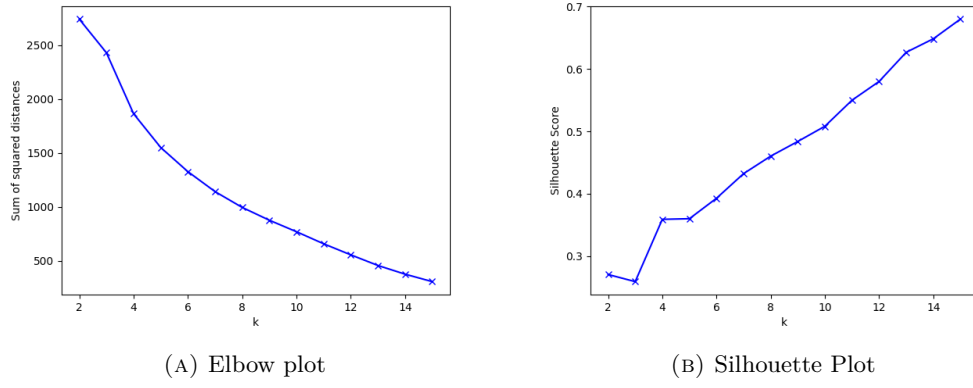 2500
2000
1500
1000
500
Sum of squared distances
2 4 6 8 10 12 14
k
(A) Elbow plot
0.7
0.6
0.5
0.4
0.3
Silhouette Score
2 4 6 8 10 12 14
k
(B) Silhouette Plot